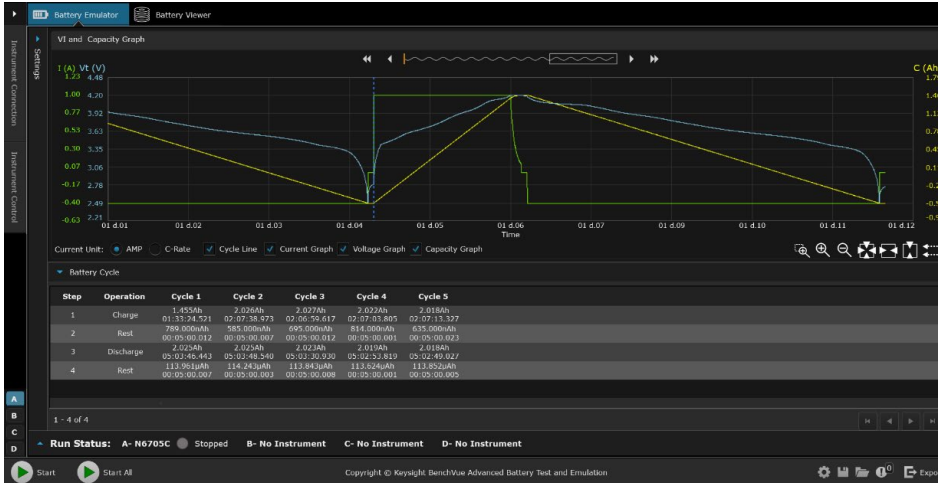 Battery Emulator
Battery Viewer
Instrument Connection
Instrument Control
Settings
VI and Capacity Graph
I (A) Vt (V)
C (Ah
1.23 4.48
1.00 4.20
0.77 3.92
0.53 3.63
0.30 3.35
0.07 3.06
-0.17 2.78
-0.40 2.49
-0.63 2.21
01 d.01 01 d.02 01 d.03 01 d.04 01 d.05 01 d.06 01 d.07 01 d.08 01 d.09 01 d.10 01 d.11 01 d.12
Time
Current Unit: AMP C-Rate Cycle Line Current Graph Voltage Graph Capacity Graph
Battery Cycle
Step Operation Cycle 1 Cycle 2 Cycle 3 Cycle 4 Cycle 5
1 Charge 1.455Ah 2.026Ah 2.027Ah 2.022Ah 2.018Ah
01:33:24.521 02:07:38.973 02:06:59.617 02:07:03.805 02:07:13.327
2 Rest 789.000nAh 585.000nAh 695.000nAh 814.000nAh 635.000nAh
00:05:00.012 00:05:00.007 00:05:00.012 00:05:00.001 00:05:00.023
3 Discharge 2.025Ah 2.025Ah 2.023Ah 2.019Ah 2.018Ah
05:03:46.443 05:03:48.540 05:03:30.930 05:02:53.819 05:02:49.027
4 Rest 113.961µAh 114.243µAh 113.843µAh 113.624µAh 113.852µAh
00:05:00.007 00:05:00.003 00:05:00.008 00:05:00.001 00:05:00.005
1 - 4 of 4
A
B
C
D
Run Status: A- N6705C Stopped B- No Instrument C- No Instrument D- No Instrument
Start Start All Copyright © Keysight BenchVue Advanced Battery Test and Emulation 0 Expo